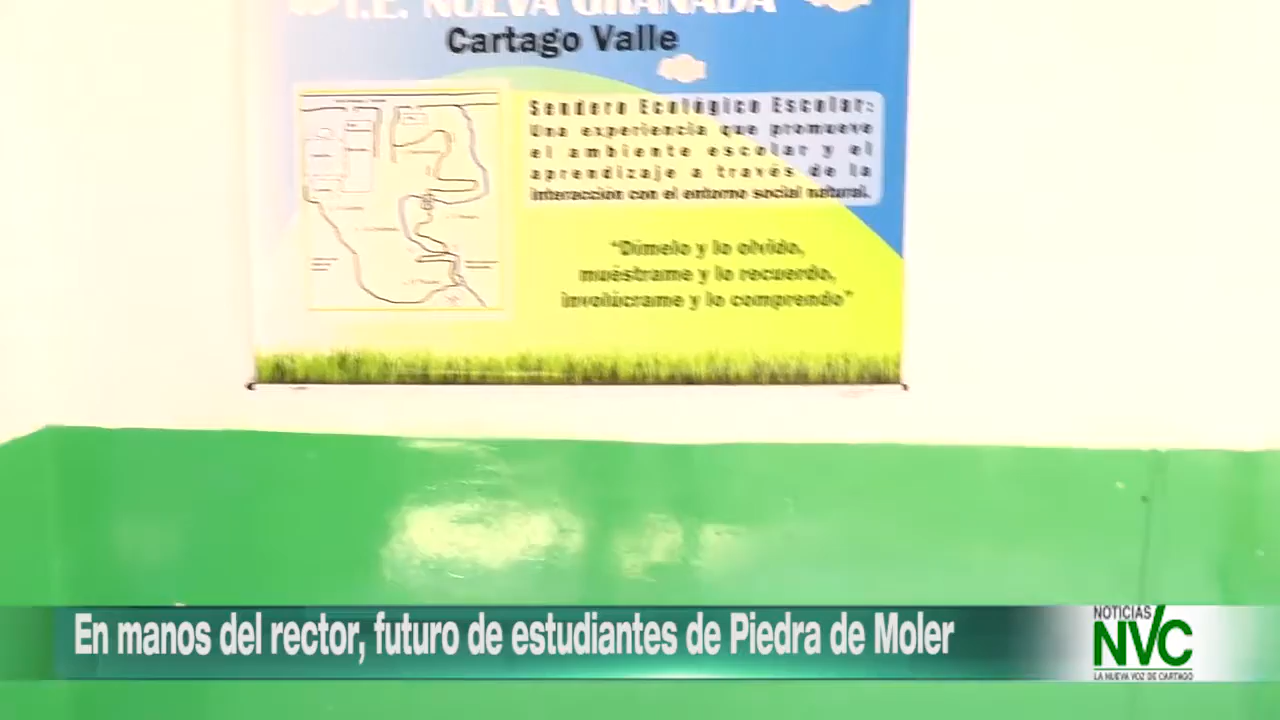 I.E. NUEVA GRANADA
Cartago Valle
Sendero Ecológico Escolar:
Una experiencia que promueve
el ambiente escolar y el
aprendizaje a través de la
interacción con el entorno social natural.
"Dímelo y lo olvido,
muéstrame y lo recuerdo,
involúcrame y lo comprendo"
En manos del rector, futuro de estudiantes de Piedra de Moler
NOTICIAS
NVC
LA NUEVA VOZ DE CARTAGO